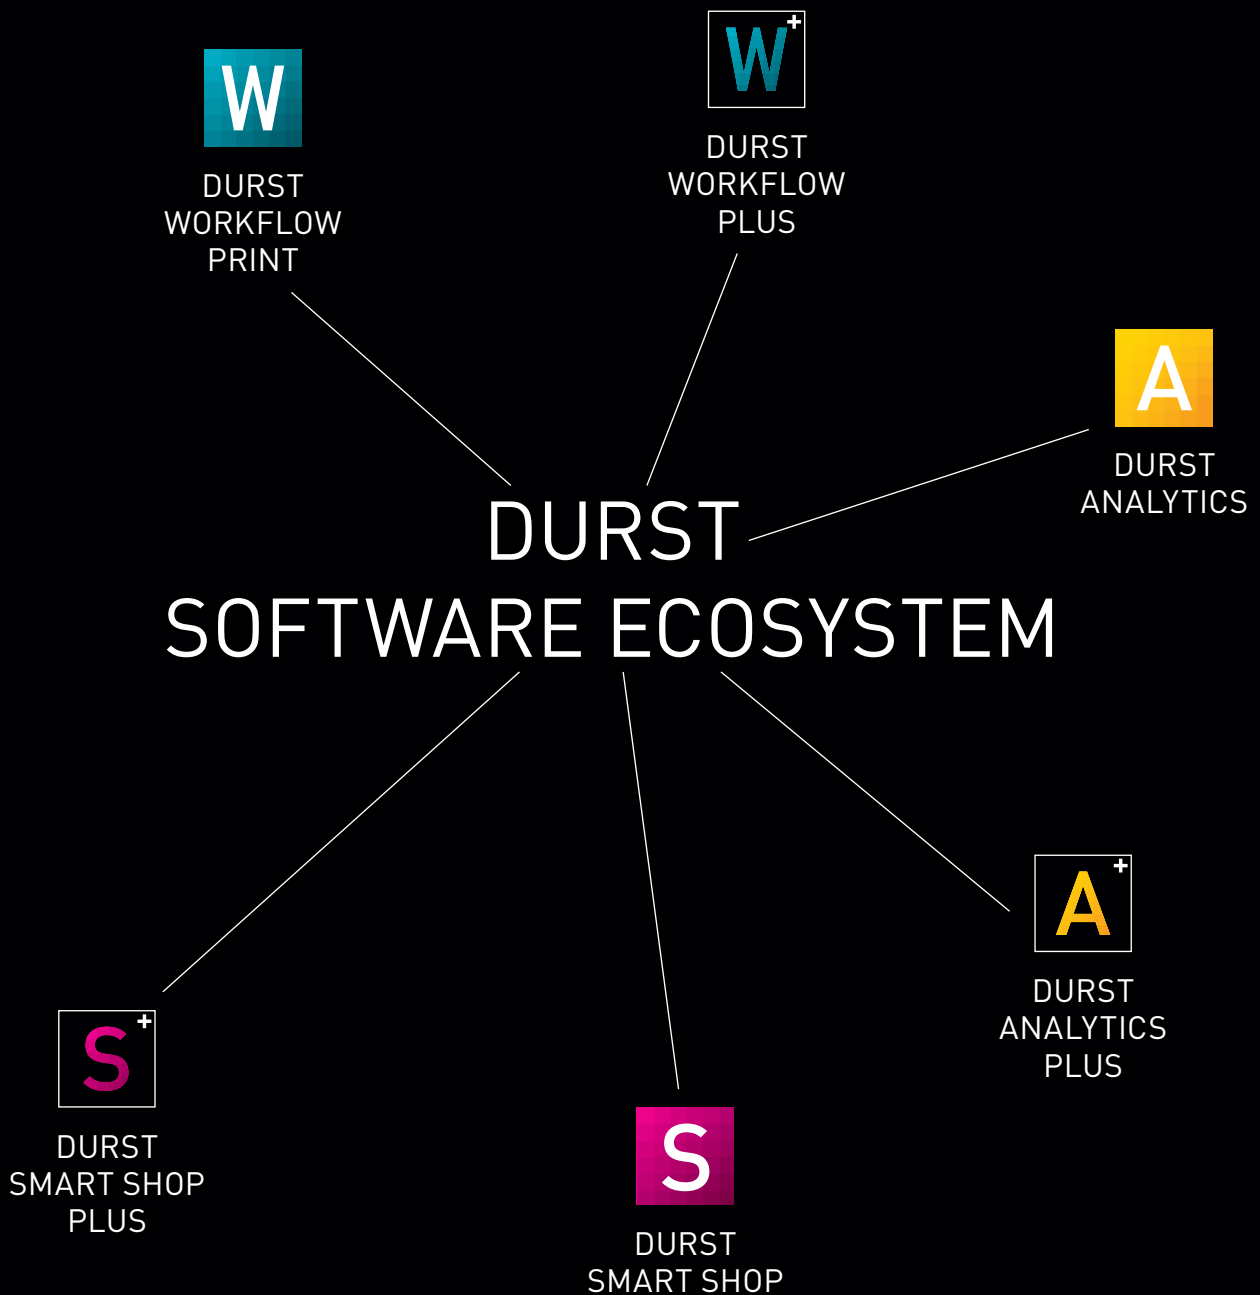 W
DURST
WORKFLOW
PRINT
W+
DURST
WORKFLOW
PLUS
A
DURST
ANALYTICS
DURST
SOFTWARE ECOSYSTEM
A+
DURST
ANALYTICS
PLUS
S+
DURST
SMART SHOP
PLUS
S
DURST
SMART SHOP